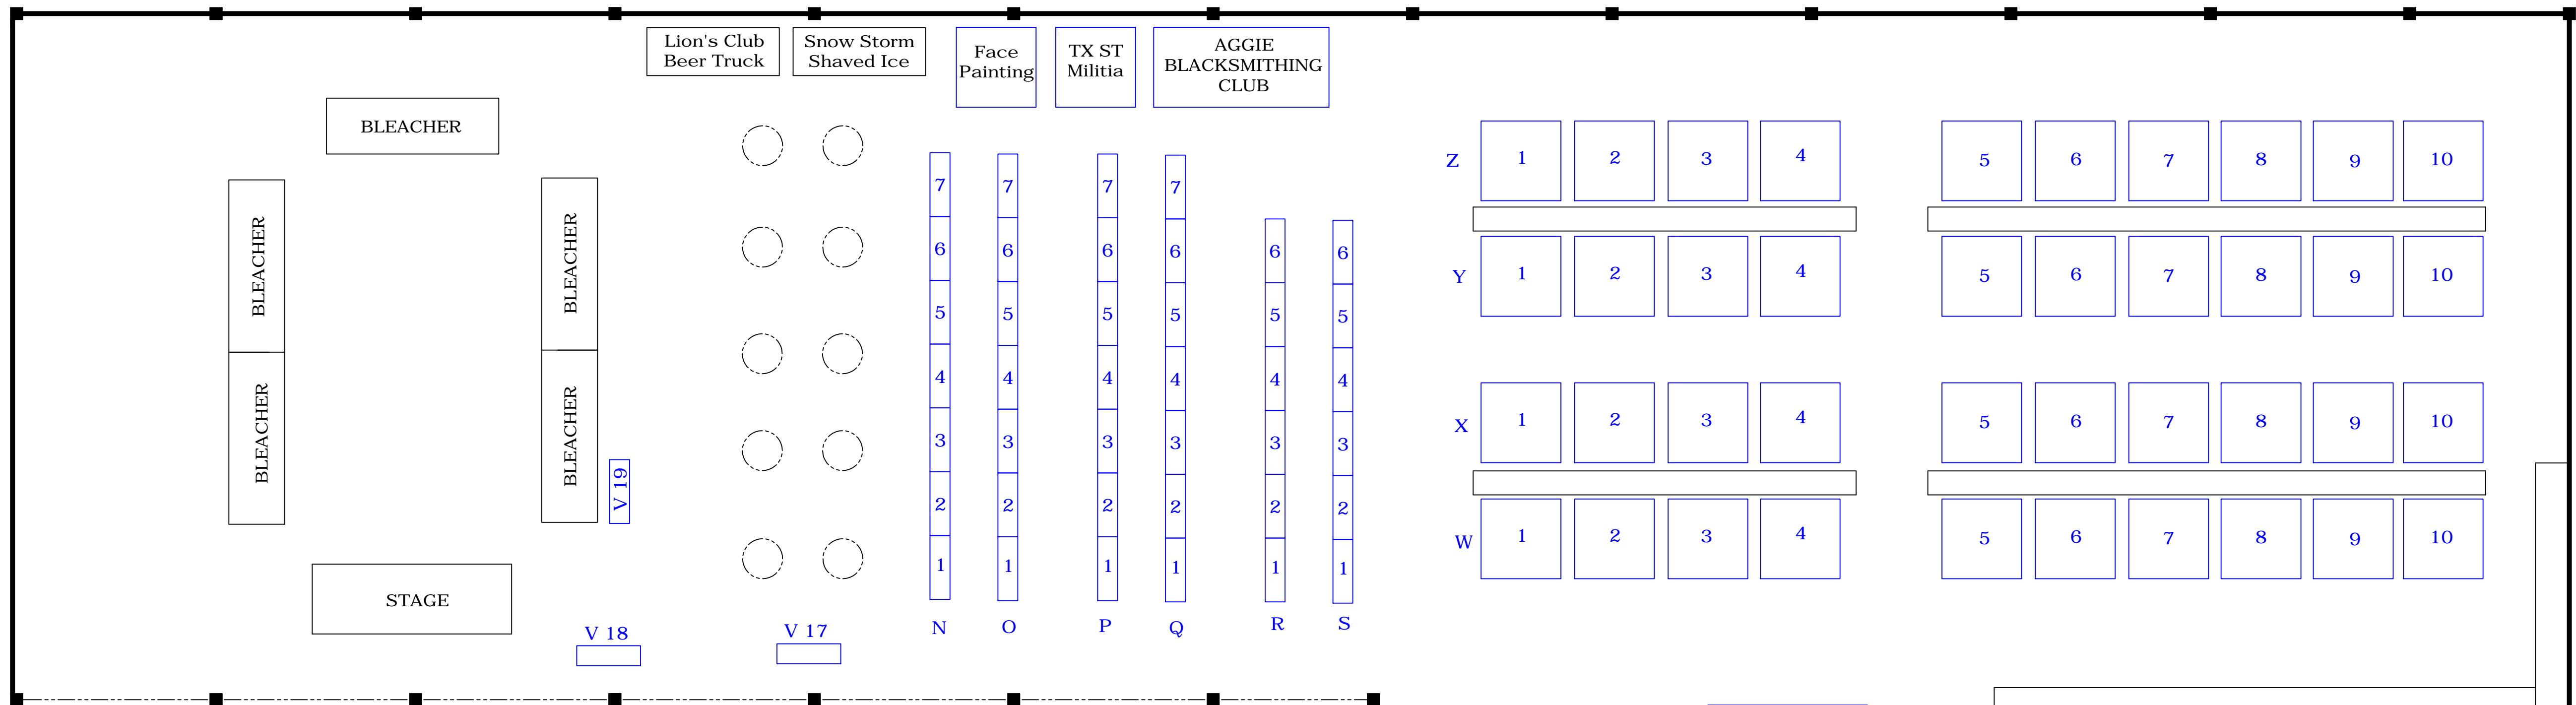 Lion's Club
Beer Truck
Snow Storm
Shaved Ice
Face
Painting
TX ST
Militia
AGGIE
BLACKSMITHING
CLUB
BLEACHER
BLEACHER
BLEACHER
BLEACHER
BLEACHER
STAGE
V 19
V 18
V 17
7
6
5
4
3
2
1
N
7
6
5
4
3
2
1
O
7
6
5
4
3
2
1
P
7
6
5
4
3
2
1
Q
6
5
4
3
2
1
R
6
5
4
3
2
1
S
Z 1 2 3 4 5 6 7 8 9 10
Y 1 2 3 4 5 6 7 8 9 10
X 1 2 3 4 5 6 7 8 9 10
W 1 2 3 4 5 6 7 8 9 10